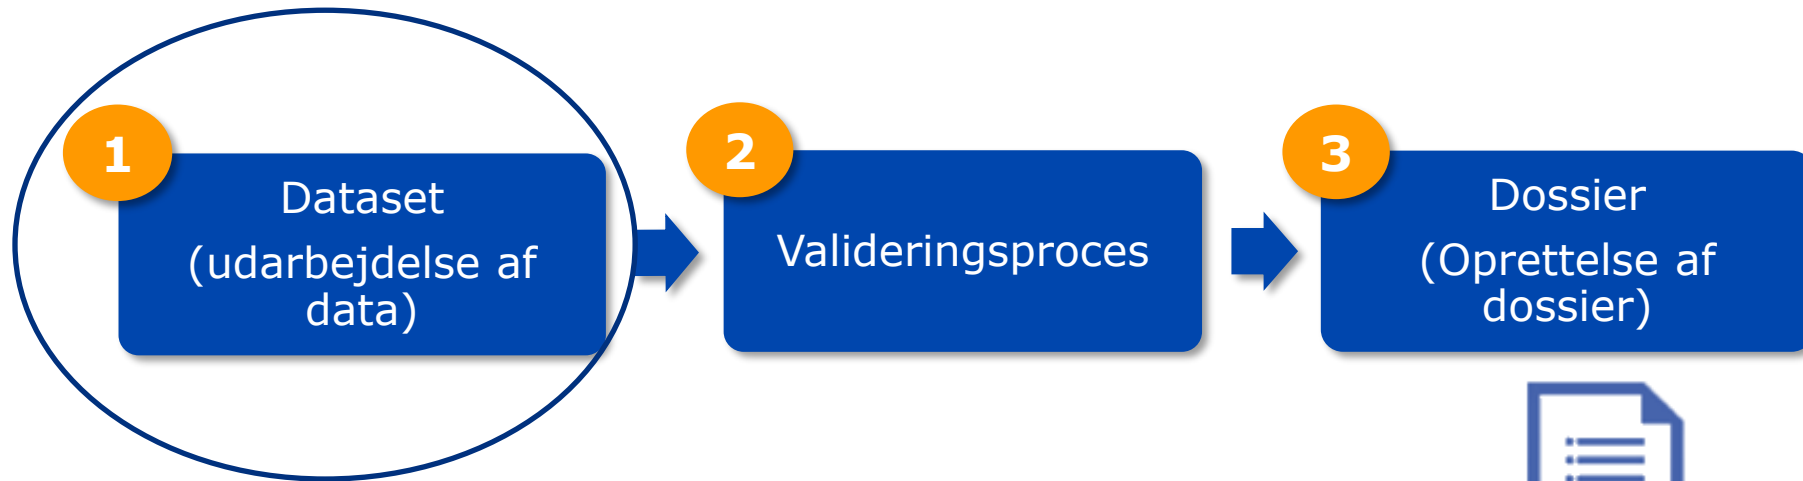 1
Dataset
(udarbejdelse af
data)
2
Valideringsproces
3
Dossier
(Oprettelse af
dossier)